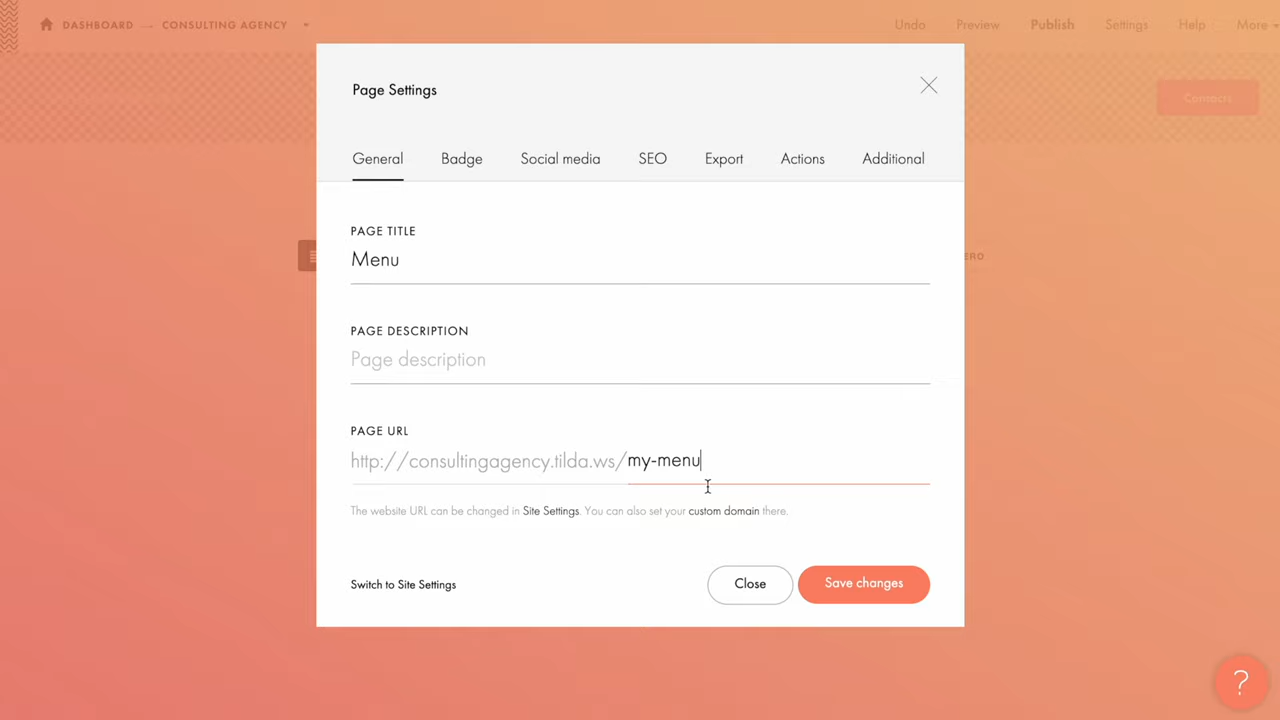 DASHBOARD → CONSULTING AGENCY
Undo Preview Publish Settings Help More
Contacts
Page Settings
General Badge Social media SEO Export Actions Additional
PAGE TITLE
Menu
ERO
PAGE DESCRIPTION
Page description
PAGE URL
http://consultingagency.tilda.ws/my-menu
The website URL can be changed in Site Settings. You can also set your custom domain there.
Switch to Site Settings
Close
Save changes
?